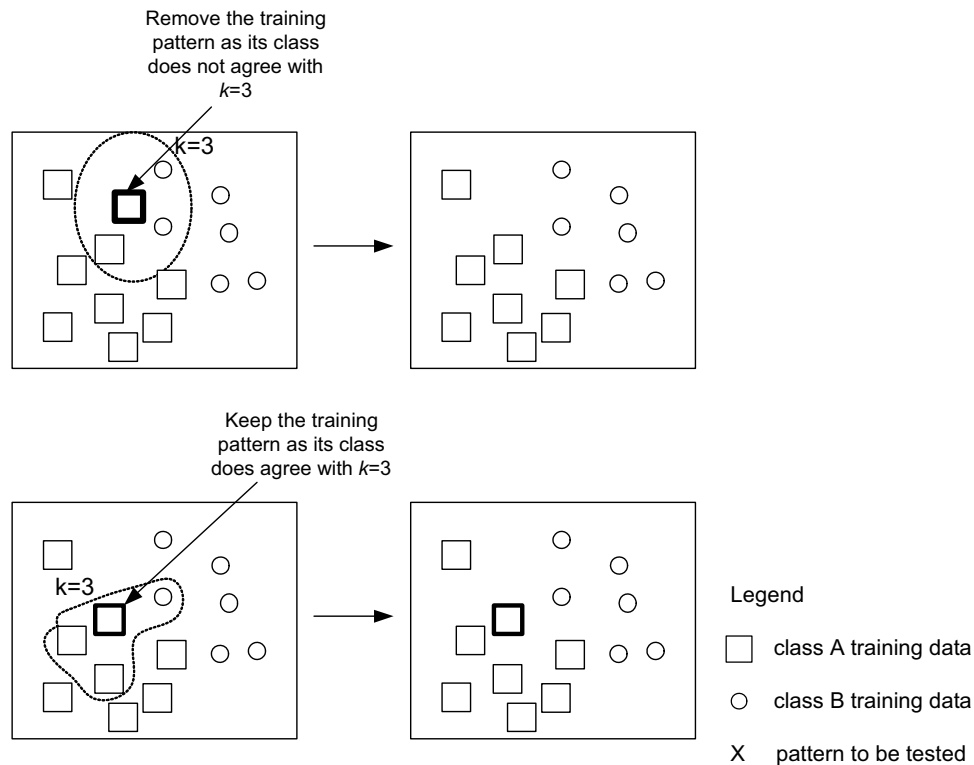 Remove the training
pattern as its class
does not agree with
k=3
k=3
Keep the training
pattern as its class
does agree with k=3
k=3
Legend
class A training data
class B training data
X pattern to be tested